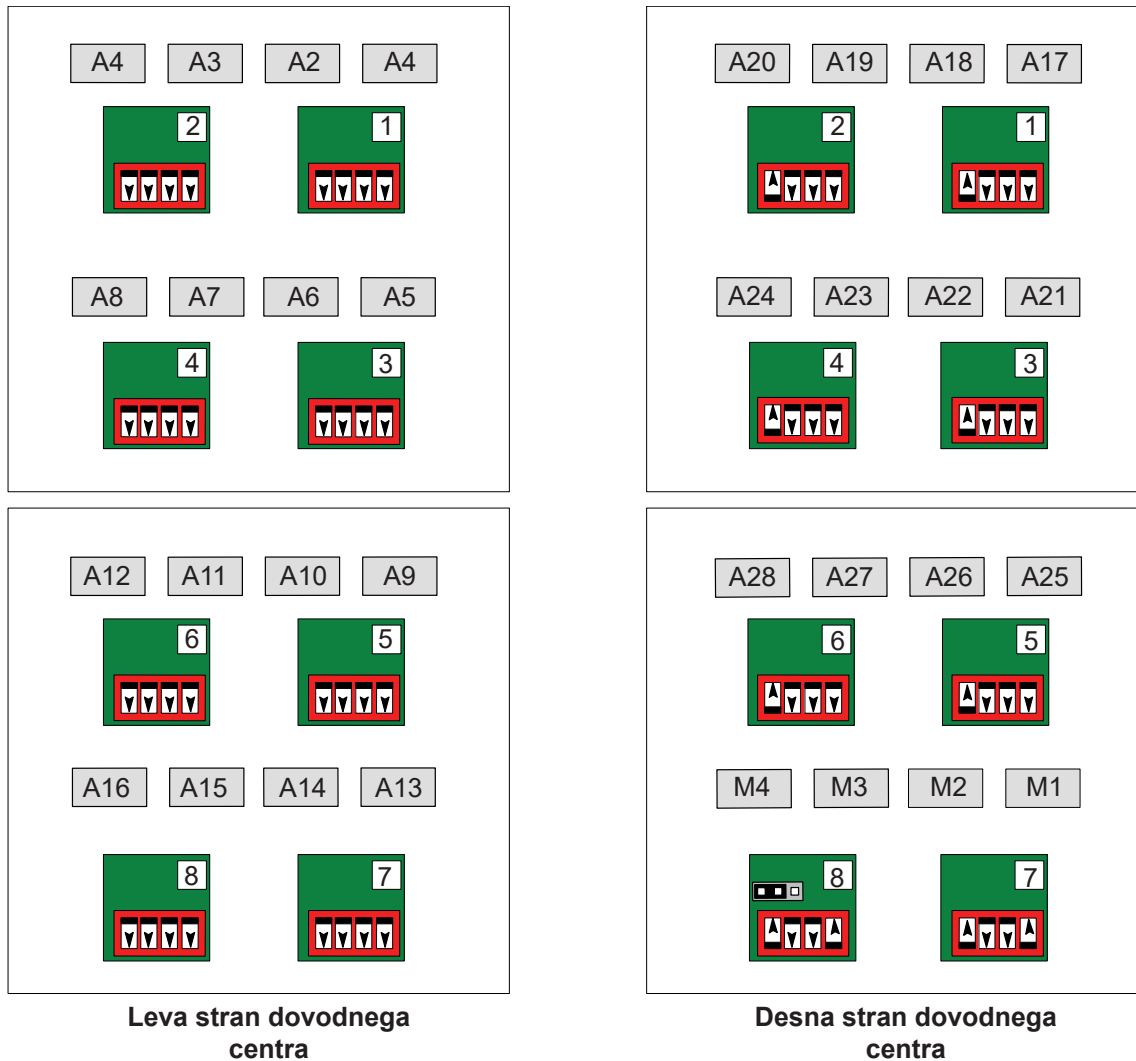 A4 A3 A2 A4
2 1
A8 A7 A6 A5
4 3
A12 A11 A10 A9
6 5
A16 A15 A14 A13
8 7
Leva stran dovodnega
centra
A20 A19 A18 A17
2 1
A24 A23 A22 A21
4 3
A28 A27 A26 A25
6 5
M4 M3 M2 M1
8 7
Desna stran dovodnega
centra